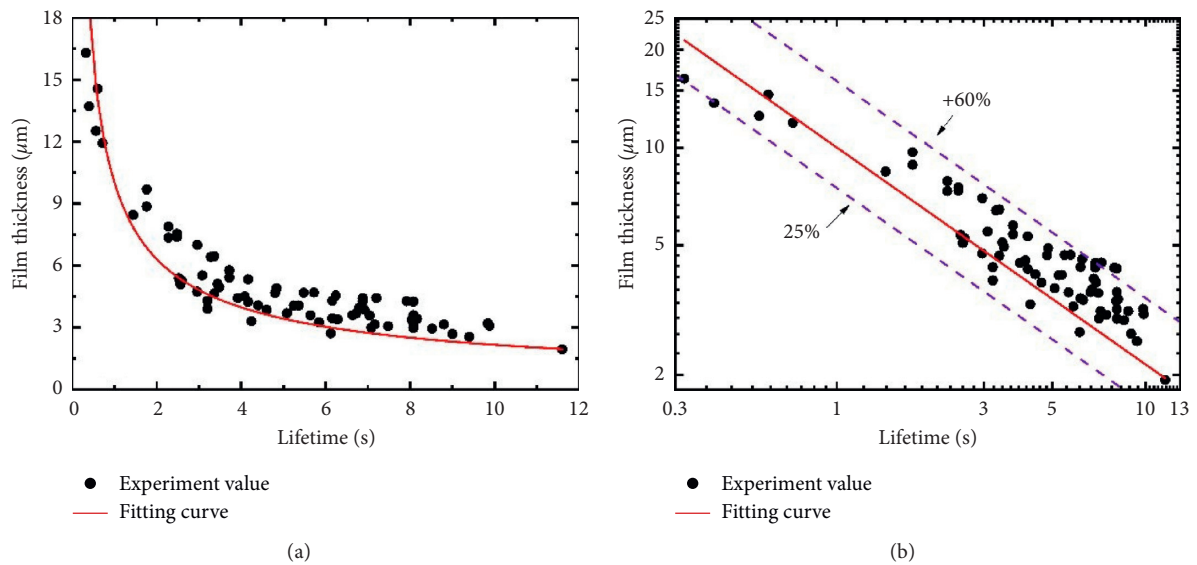 18
15
12
9
6
3
0
Film thickness (μm)
0 2 4 6 8 10 12
Lifetime (s)
Experiment value
Fitting curve
(a)
25
20
15
10
5
2
Film thickness (μm)
+60%
25%
0.3 1 3 5 10 13
Lifetime (s)
Experiment value
Fitting curve
(b)